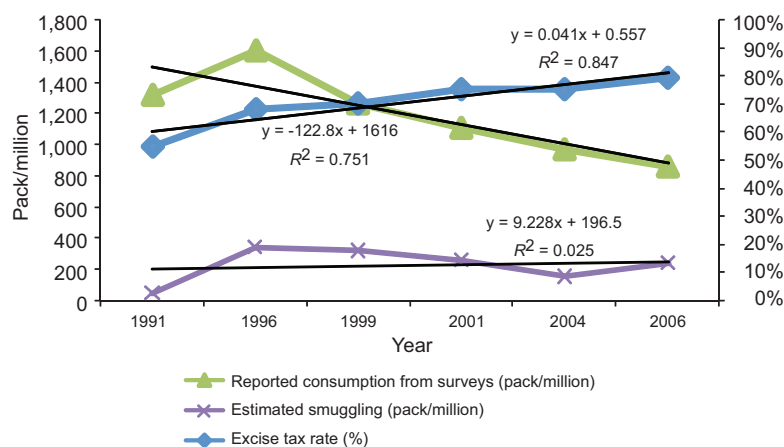 1,800
1,600
1,400
1,200
1,000
800
600
400
200
0
Pack/million
100%
90%
80%
70%
60%
50%
40%
30%
20%
10%
0%
y = 0.041x + 0.557
R2 = 0.847
y = -122.8x + 1616
R2 = 0.751
y = 9.228x + 196.5
R2 = 0.025
1991 1996 1999 2001 2004 2006
Year
Reported consumption from surveys (pack/million)
Estimated smuggling (pack/million)
Excise tax rate (%)